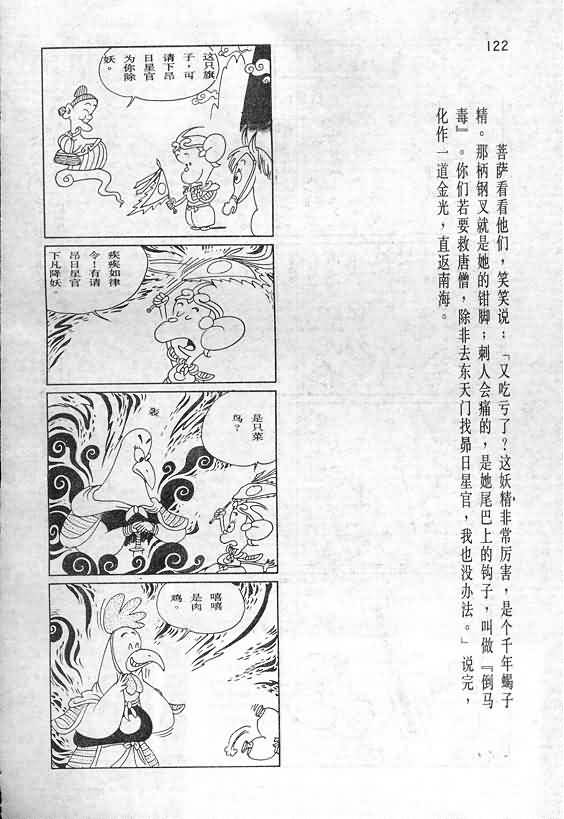 122
菩萨看看他们，笑笑说：「又吃亏了？这妖精非常厉害，是个千年蝎子
精。那柄钢叉就是她的钳脚；刺人会痛的，是她尾巴上的钩子，叫做『倒马
毒』。你们若要救唐僧，除非去东天门找昴日星官，我也没办法。」说完，
化作一道金光，直返南海。
这只旗
子，叫
请下昴
日星官
为你除
妖。
疾疾如律
令！有请
昴日星官
下凡降妖。
是只菜
鸟？
轰
嘻嘻
是肉
鸡。